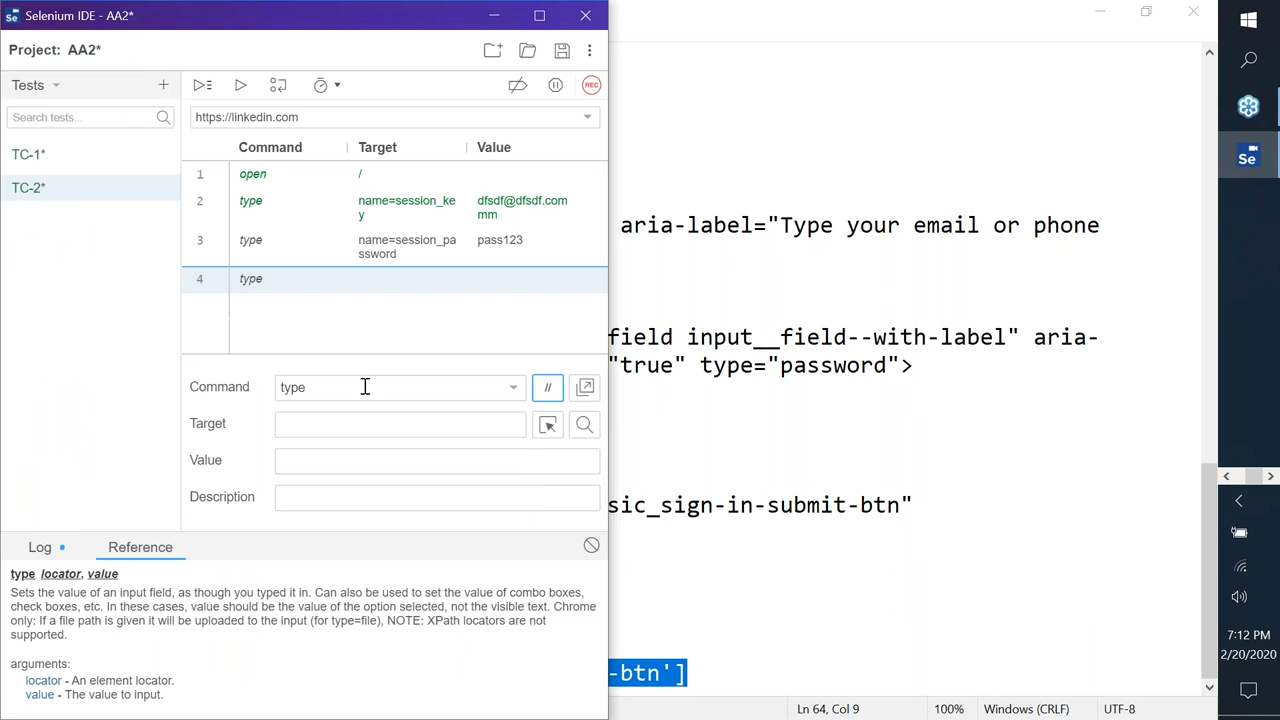 Selenium IDE - AA2*
Project: AA2*
Tests
Search tests...
TC-1*
TC-2*
REC
https://linkedin.com
Command Target Value
1 open /
2 type name=session_ke dfsdf@dfsdf.com
y mm
3 type name=session_pa pass123
ssword
4 type
Command type //
Target
Value
Description
Log Reference
type locator, value
Sets the value of an input field, as though you typed it in. Can also be used to set the value of combo boxes,
check boxes, etc. In these cases, value should be the value of the option selected, not the visible text. Chrome
only: If a file path is given it will be uploaded to the input (for type=file), NOTE: XPath locators are not
supported.
arguments:
locator - An element locator.
value - The value to input.
aria-label="Type your email or phone
field input__field--with-label" aria-
"true" type="password">
sic_sign-in-submit-btn"
-btn']
Ln 64, Col 9 100% Windows (CRLF) UTF-8
Se
7:12 PM
2/20/2020